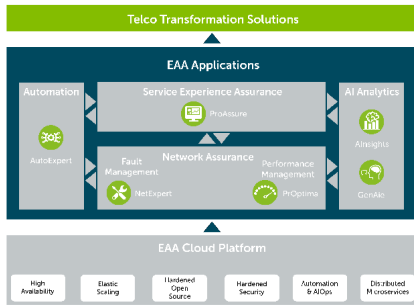 Telco Transformation Solutions
EAA Applications
Automation
AutoExpert
Service Experience Assurance
ProAssure
AI Analytics
AInsights
GenAie
Network Assurance
Fault
Management
NetExpert
Performance
Management
PrOptima
EAA Cloud Platform
High
Availability
Elastic
Scaling
Hardened
Open
Source
Hardened
Security
Automation
& AIOps
Distributed
Microservices